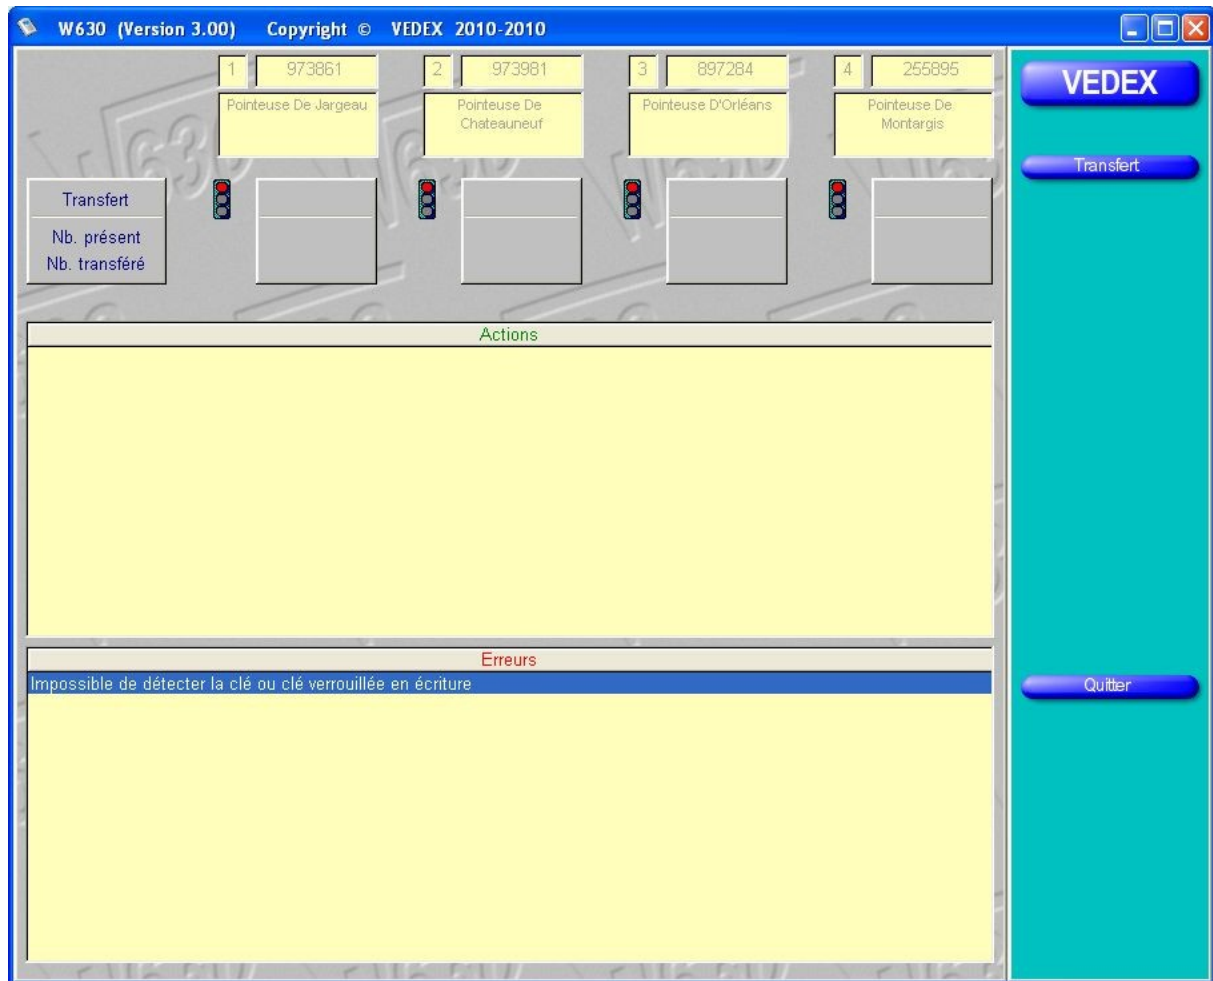 W630 (Version 3.00) Copyright © VEDEX 2010-2010
1 973861 2 973981 3 897284 4 255895
Pointeuse De Jargeau
Pointeuse De
Chateauneuf
Pointeuse D'Orléans
Pointeuse De
Montargis
VEDEX
Transfert
Transfert
Nb. présent
Nb. transféré
Actions
Erreurs
Impossible de détecter la clé ou clé verrouillée en écriture
Quitter